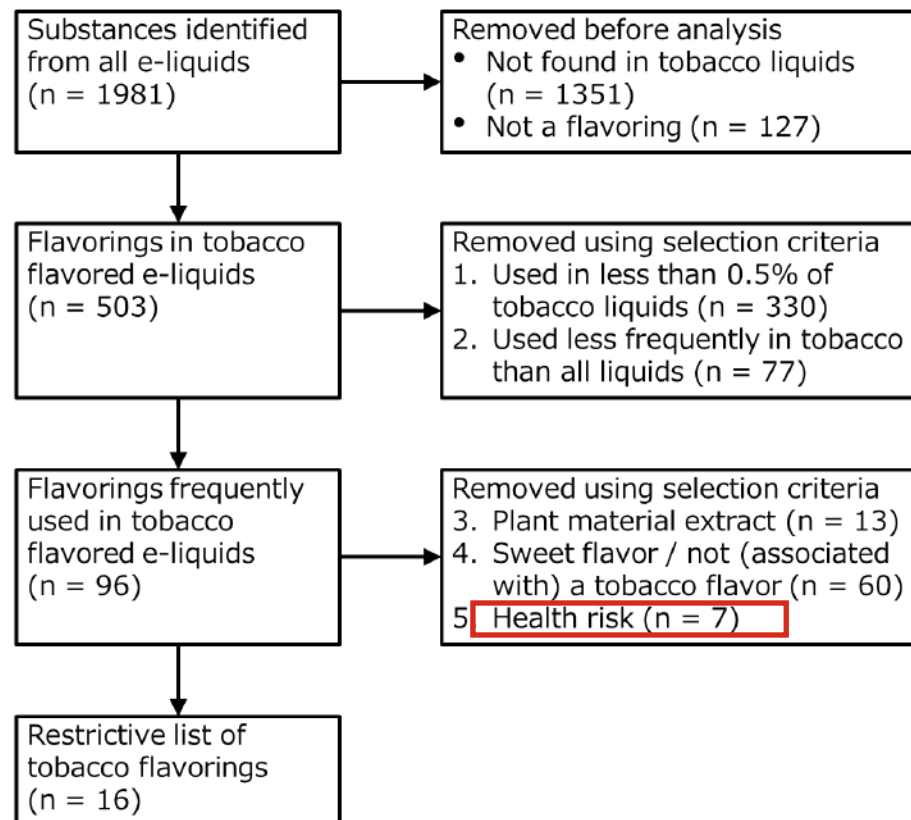 Substances identified
from all e-liquids
(n = 1981)
Removed before analysis
• Not found in tobacco liquids
(n = 1351)
• Not a flavoring (n = 127)
Flavorings in tobacco
flavored e-liquids
(n = 503)
Removed using selection criteria
1. Used in less than 0.5% of
tobacco liquids (n = 330)
2. Used less frequently in tobacco
than all liquids (n = 77)
Flavorings frequently
used in tobacco
flavored e-liquids
(n = 96)
Removed using selection criteria
3. Plant material extract (n = 13)
4. Sweet flavor / not (associated
with) a tobacco flavor (n = 60)
5 Health risk (n = 7)
Restrictive list of
tobacco flavorings
(n = 16)